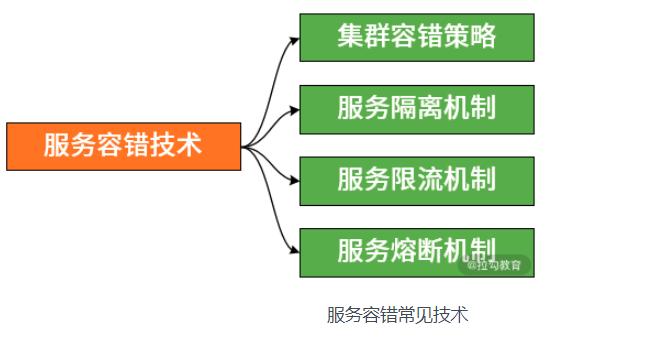 集群容错策略
服务隔离机制
服务容错技术
服务限流机制
服务熔断机制
@拉勾教育
服务容错常见技术